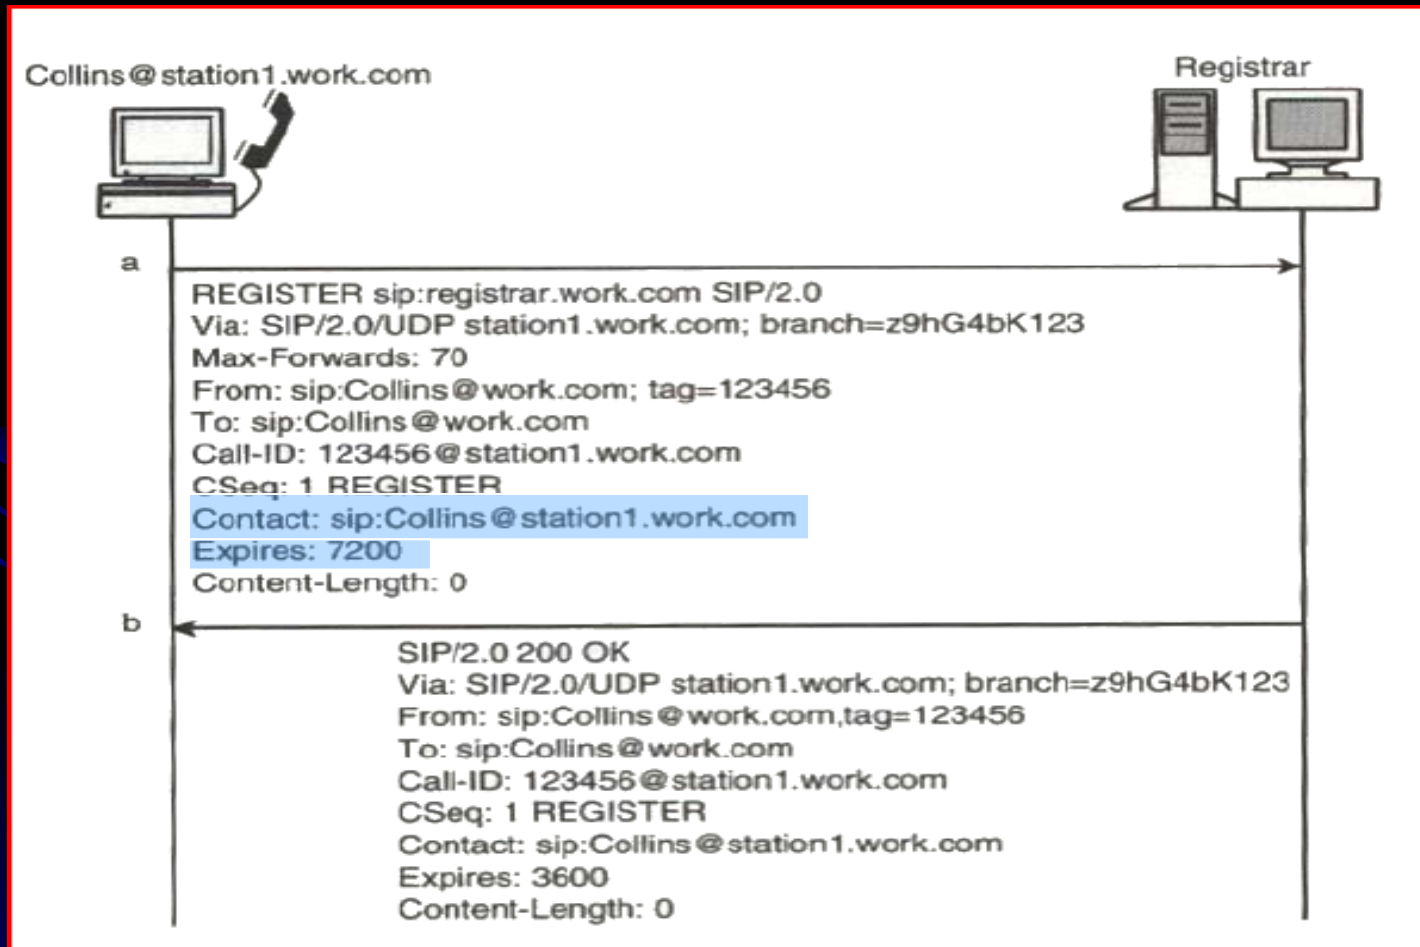 Collins@station1.work.com
Registrar
a
REGISTER sip:registrar.work.com SIP/2.0
Via: SIP/2.0/UDP station1.work.com; branch=z9hG4bK123
Max-Forwards: 70
From: sip:Collins@work.com; tag=123456
To: sip:Collins@work.com
Call-ID: 123456@station1.work.com
CSeq: 1 REGISTER
Contact: sip:Collins@station1.work.com
Expires: 7200
Content-Length: 0
b
SIP/2.0 200 OK
Via: SIP/2.0/UDP station1.work.com; branch=z9hG4bK123
From: sip:Collins@work.com,tag=123456
To: sip:Collins@work.com
Call-ID: 123456@station1.work.com
CSeq: 1 REGISTER
Contact: sip:Collins@station1.work.com
Expires: 3600
Content-Length: 0